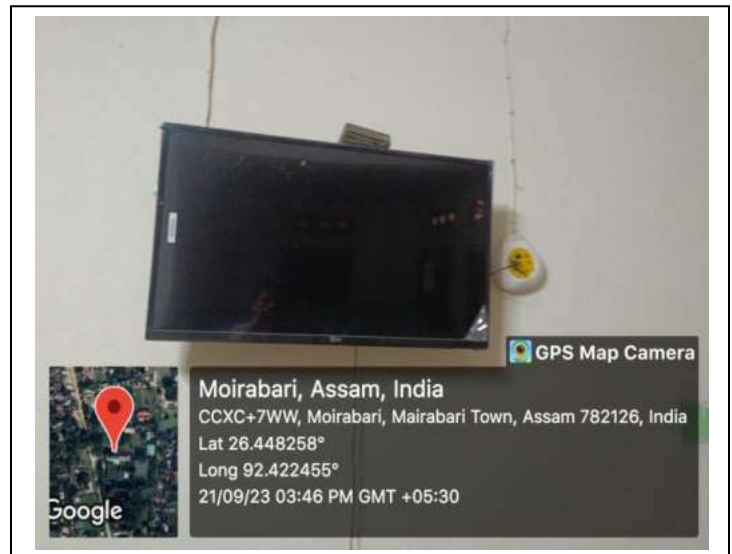 GPS Map Camera
Moirabari, Assam, India
CCXC+7WW, Moirabari, Mairabari Town, Assam 782126, India
Lat 26.448258°
Long 92.422455°
21/09/23 03:46 PM GMT +05:30
Google